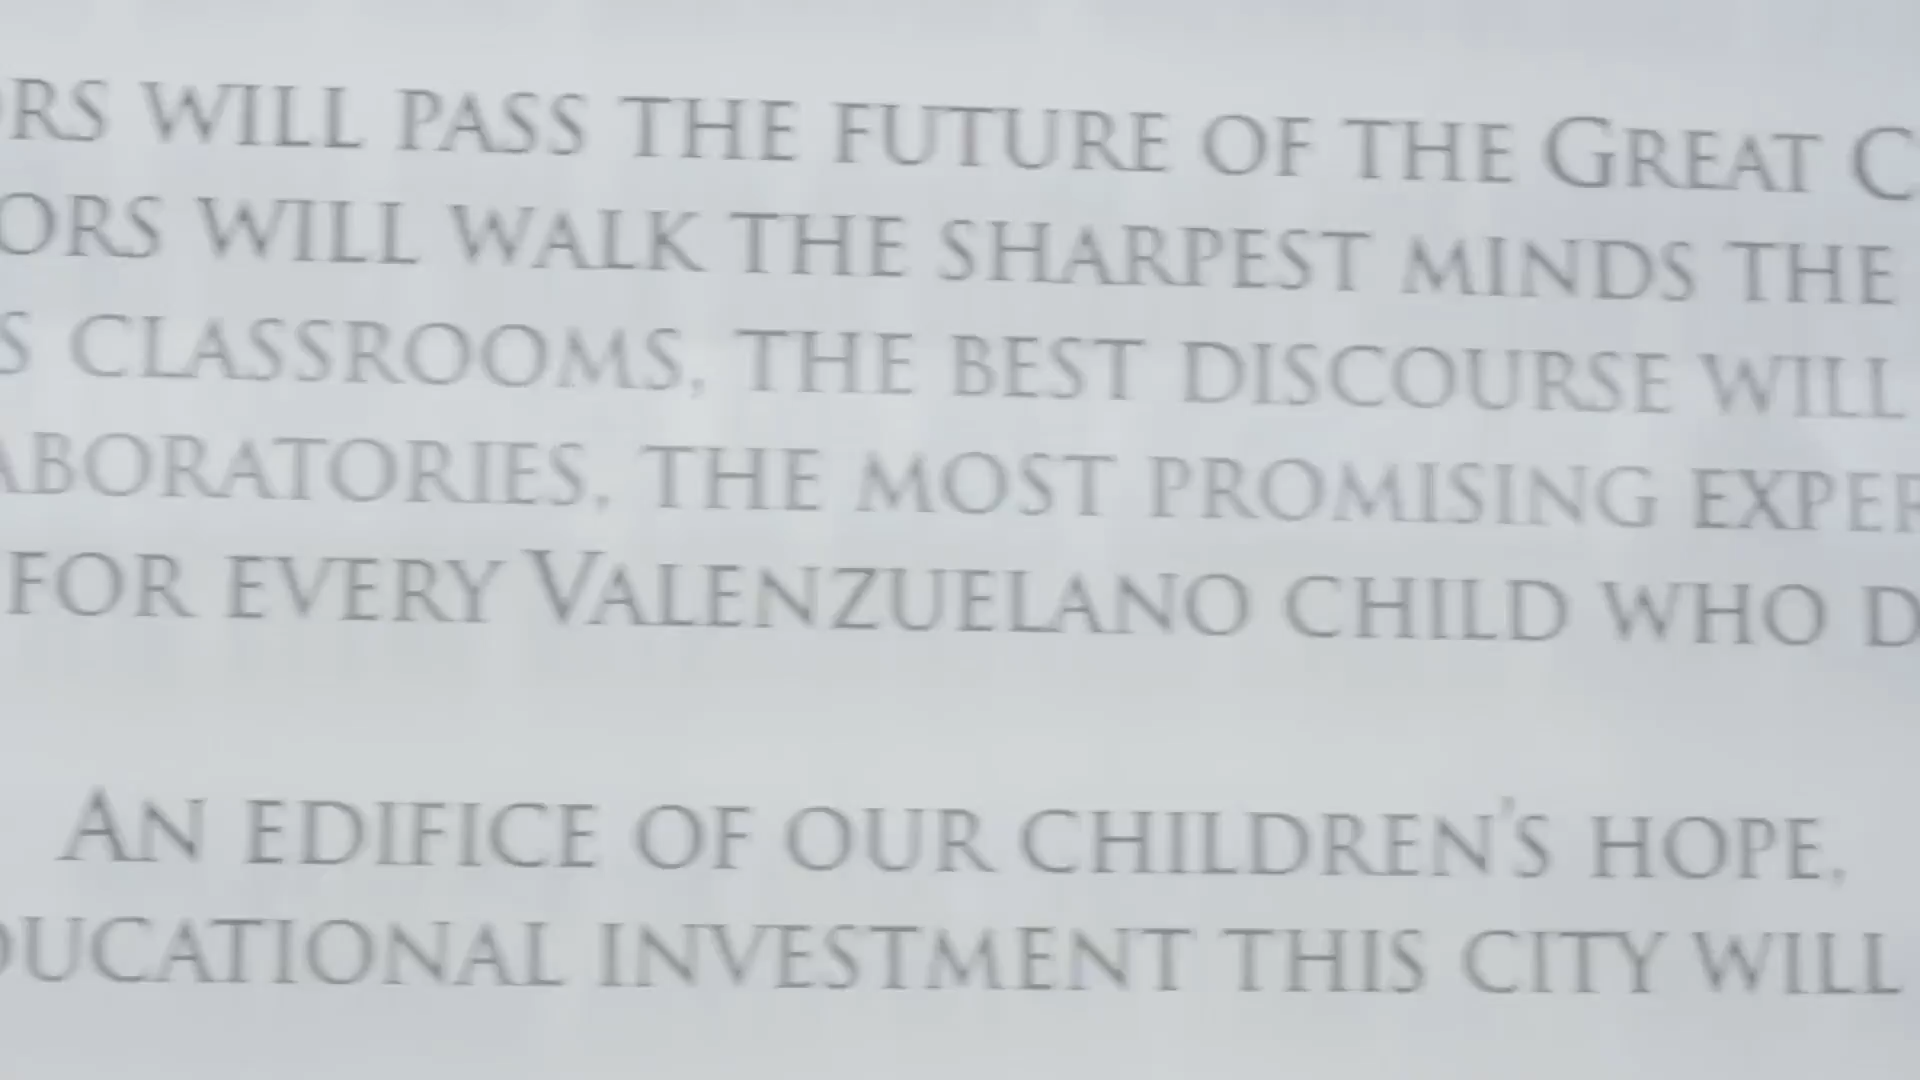 ORS WILL PASS THE FUTURE OF THE GREAT C
ORS WILL WALK THE SHARPEST MINDS THE
S CLASSROOMS, THE BEST DISCOURSE WILL
ABORATORIES, THE MOST PROMISING EXPER
FOR EVERY VALENZUELANO CHILD WHO D
AN EDIFICE OF OUR CHILDREN'S HOPE,
DUCATIONAL INVESTMENT THIS CITY WILL